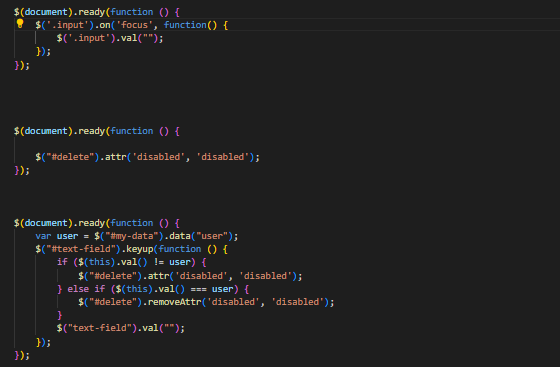 $(document).ready(function () {
$('.input').on('focus', function() {
$('.input').val("");
});
});
$(document).ready(function () {
$("#delete").attr('disabled', 'disabled');
});
$(document).ready(function () {
var user = $("#my-data").data("user");
$("#text-field").keyup(function () {
if ($(this).val() != user) {
$("#delete").attr('disabled', 'disabled');
} else if ($(this).val() === user) {
$("#delete").removeAttr('disabled', 'disabled');
}
$("text-field").val("");
});
});